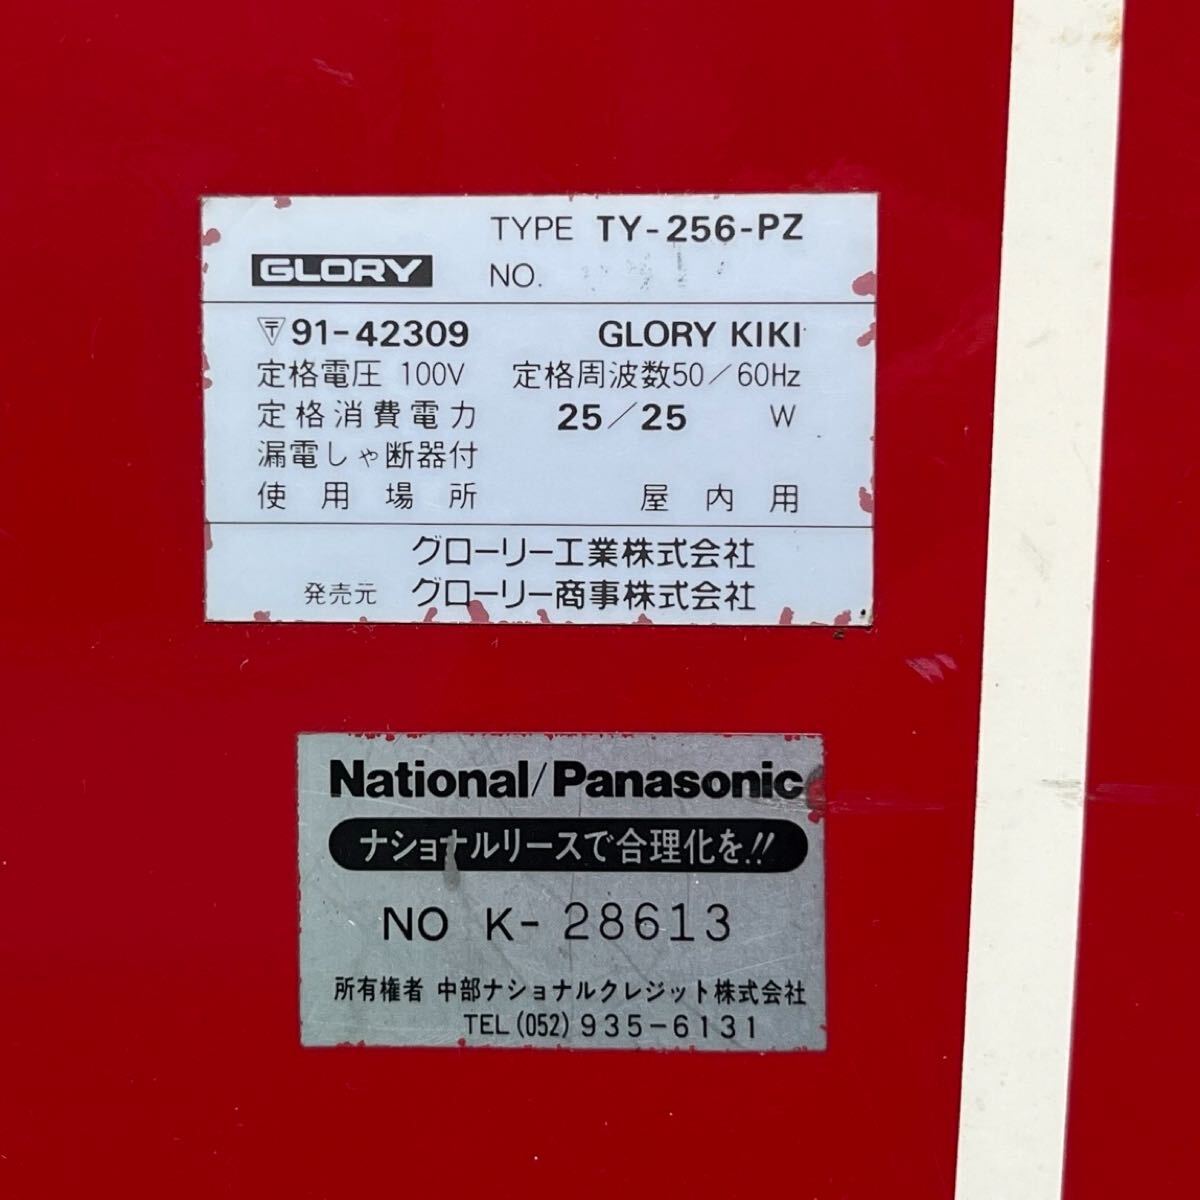 TYPE TY-256-PZ
GLORY NO.
〒91-42309 GLORY KIKI
定格電圧 100V 定格周波数50/60Hz
定格消費電力 25/25 W
漏電しゃ断器付
使用場所 屋内用
グローリー工業株式会社
発売元 グローリー商事株式会社
National/Panasonic
ナショナルリースで合理化を!!
NO K-28613
所有権者 中部ナショナルクレジット株式会社
TEL(052)935-6131